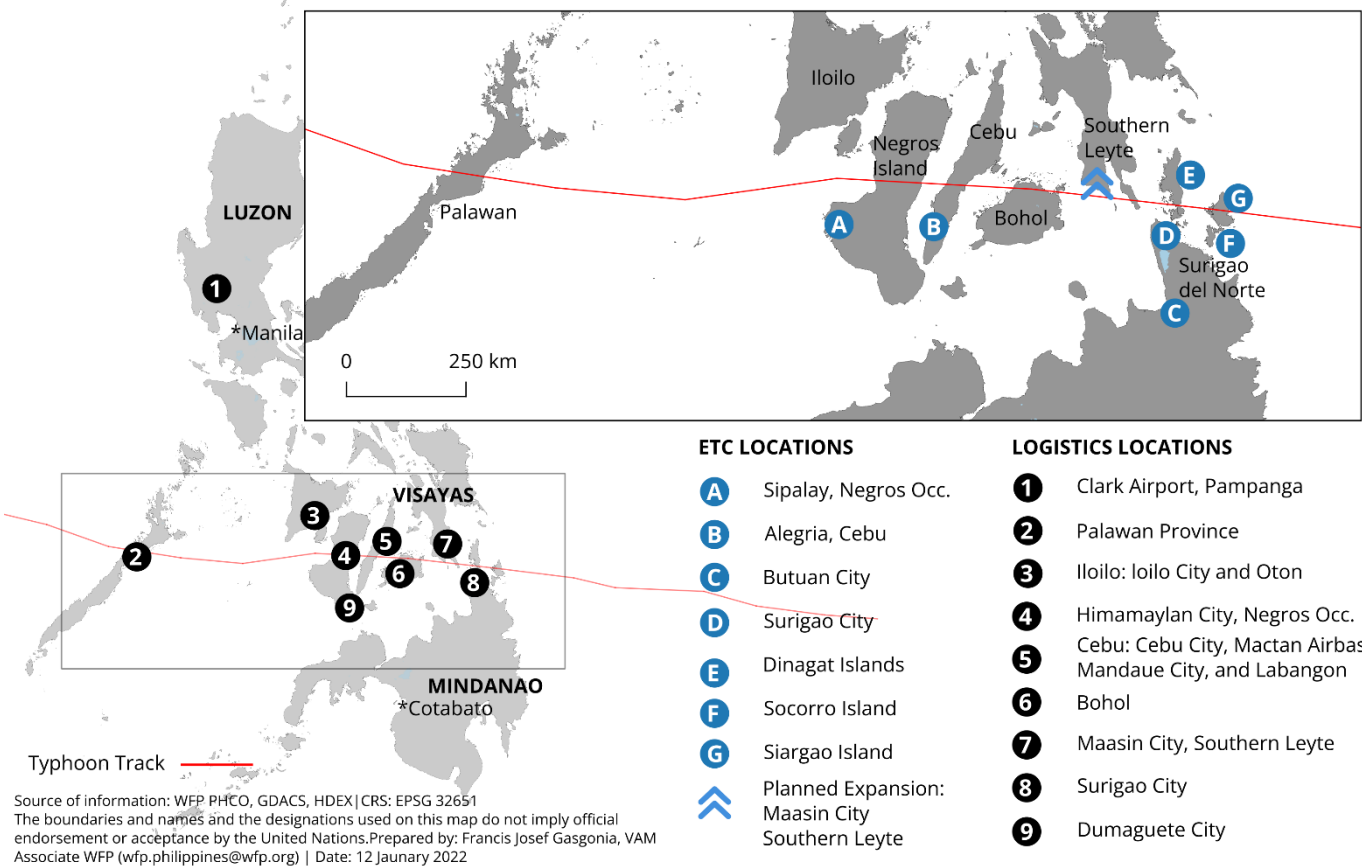 Iloilo
Cebu
Southern
Leyte
Negros
Island
E
G
LUZON
Palawan
Bohol
A
B
D
F
Surigao
del Norte
1
C
*Manila
0 250 km
ETC LOCATIONS
A Sipalay, Negros Occ.
B Alegria, Cebu
C Butuan City
D Surigao City
E Dinagat Islands
F Socorro Island
G Siargao Island
Planned Expansion:
Maasin City
Southern Leyte
LOGISTICS LOCATIONS
1 Clark Airport, Pampanga
2 Palawan Province
3 Iloilo: loilo City and Oton
4 Himamaylan City, Negros Occ.
5 Cebu: Cebu City, Mactan Airbas
Mandaue City, and Labangon
6 Bohol
7 Maasin City, Southern Leyte
8 Surigao City
9 Dumaguete City
VISAYAS
3
5
7
2
4
6
8
9
MINDANAO
*Cotabato
Typhoon Track
Source of information: WFP PHCO, GDACS, HDEX|CRS: EPSG 32651
The boundaries and names and the designations used on this map do not imply official
endorsement or acceptance by the United Nations.Prepared by: Francis Josef Gasgonia, VAM
Associate WFP (wfp.philippines@wfp.org) | Date: 12 Jaunary 2022